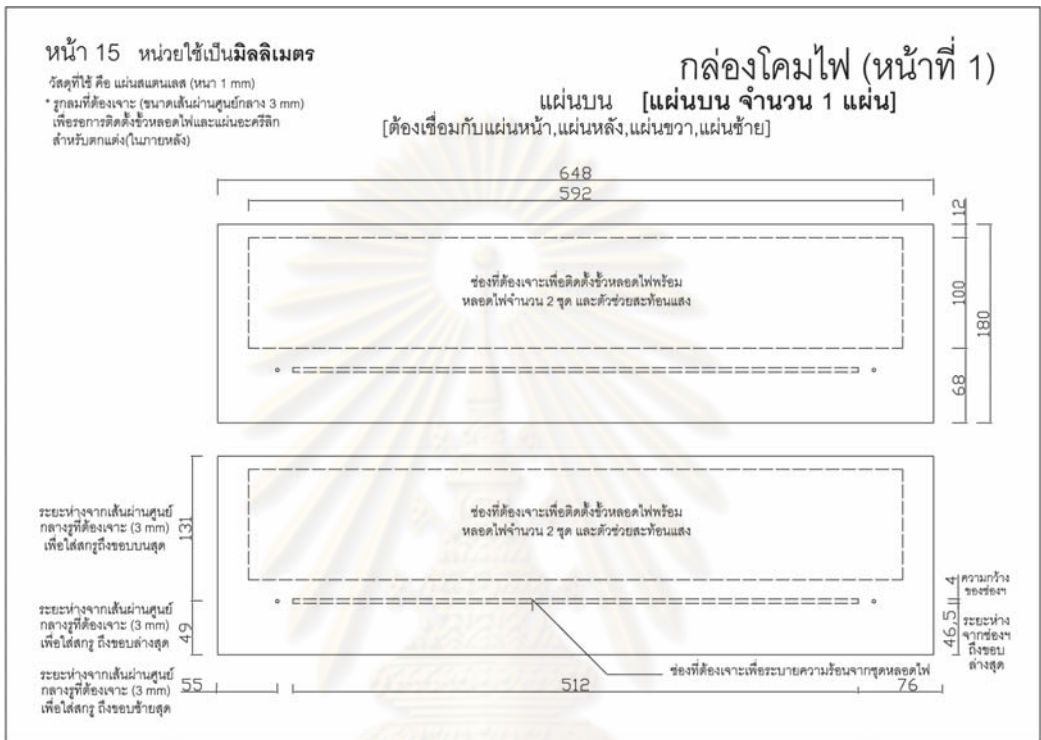 หน้า 15 หน่วยใช้เป็นมิลลิเมตร
วัสดุที่ใช้ คือ แผ่นสแตนเลส (หนา 1 mm)
* รูกลมที่ต้องเจาะ (ขนาดเส้นผ่านศูนย์กลาง 3 mm)
เพื่อรอการติดตั้งขั้วหลอดไฟและแผ่นอะครีลิก
สำหรับตกแต่ง(ในภายหลัง)
กล่องโคมไฟ (หน้าที่ 1)
แผ่นบน [แผ่นบน จำนวน 1 แผ่น]
[ต้องเชื่อมกับแผ่นหน้า,แผ่นหลัง,แผ่นขวา,แผ่นซ้าย]
648
592
12
100
180
68
ช่องที่ต้องเจาะเพื่อติดตั้งขั้วหลอดไฟพร้อม
หลอดไฟจำนวน 2 ชุด และตัวช่วยสะท้อนแสง
ระยะห่างจากเส้นผ่านศูนย์
กลางรูที่ต้องเจาะ (3 mm)
เพื่อใส่สกรูถึงขอบบนสุด
131
ช่องที่ต้องเจาะเพื่อติดตั้งขั้วหลอดไฟพร้อม
หลอดไฟจำนวน 2 ชุด และตัวช่วยสะท้อนแสง
4
ความกว้าง
ของช่องฯ
ระยะห่างจากเส้นผ่านศูนย์
กลางรูที่ต้องเจาะ (3 mm)
เพื่อใส่สกรู ถึงขอบล่างสุด
49
46,5
ระยะห่าง
จากช่องฯ
ถึงขอบ
ล่างสุด
ช่องที่ต้องเจาะเพื่อระบายความร้อนจากชุดหลอดไฟ
ระยะห่างจากเส้นผ่านศูนย์
กลางรูที่ต้องเจาะ (3 mm)
เพื่อใส่สกรู ถึงขอบซ้ายสุด
55
512
76